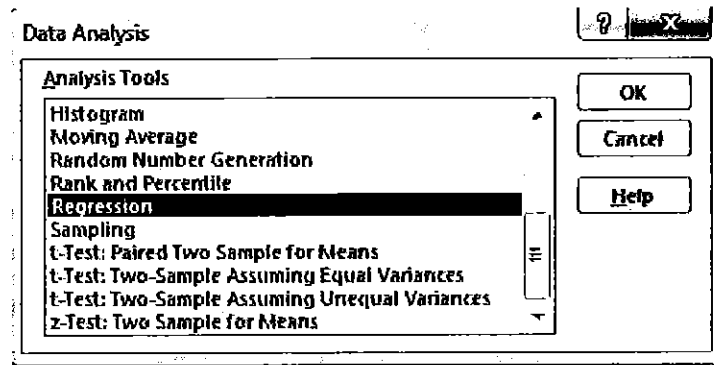 Data Analysis
? X
Analysis Tools
Histogram
Moving Average
Random Number Generation
Rank and Percentile
Regression
Sampling
t-Test: Paired Two Sample for Means
t-Test: Two-Sample Assuming Equal Variances
t-Test: Two-Sample Assuming Unequal Variances
z-Test: Two Sample for Means
OK
Cancel
Help